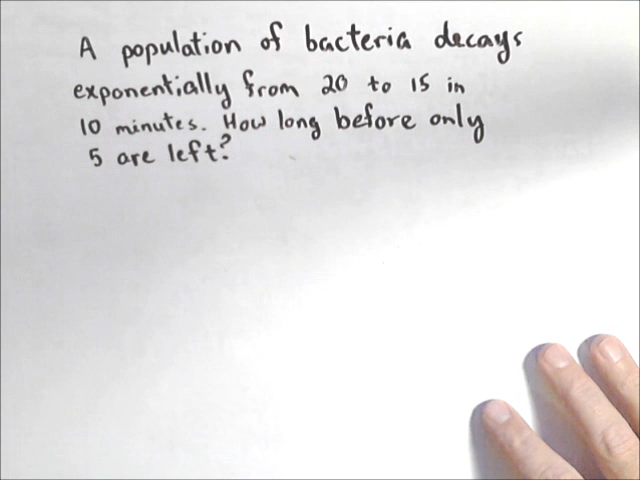 A population of bacteria decays
exponentially from 20 to 15 in
10 minutes. How long before only
5 are left?